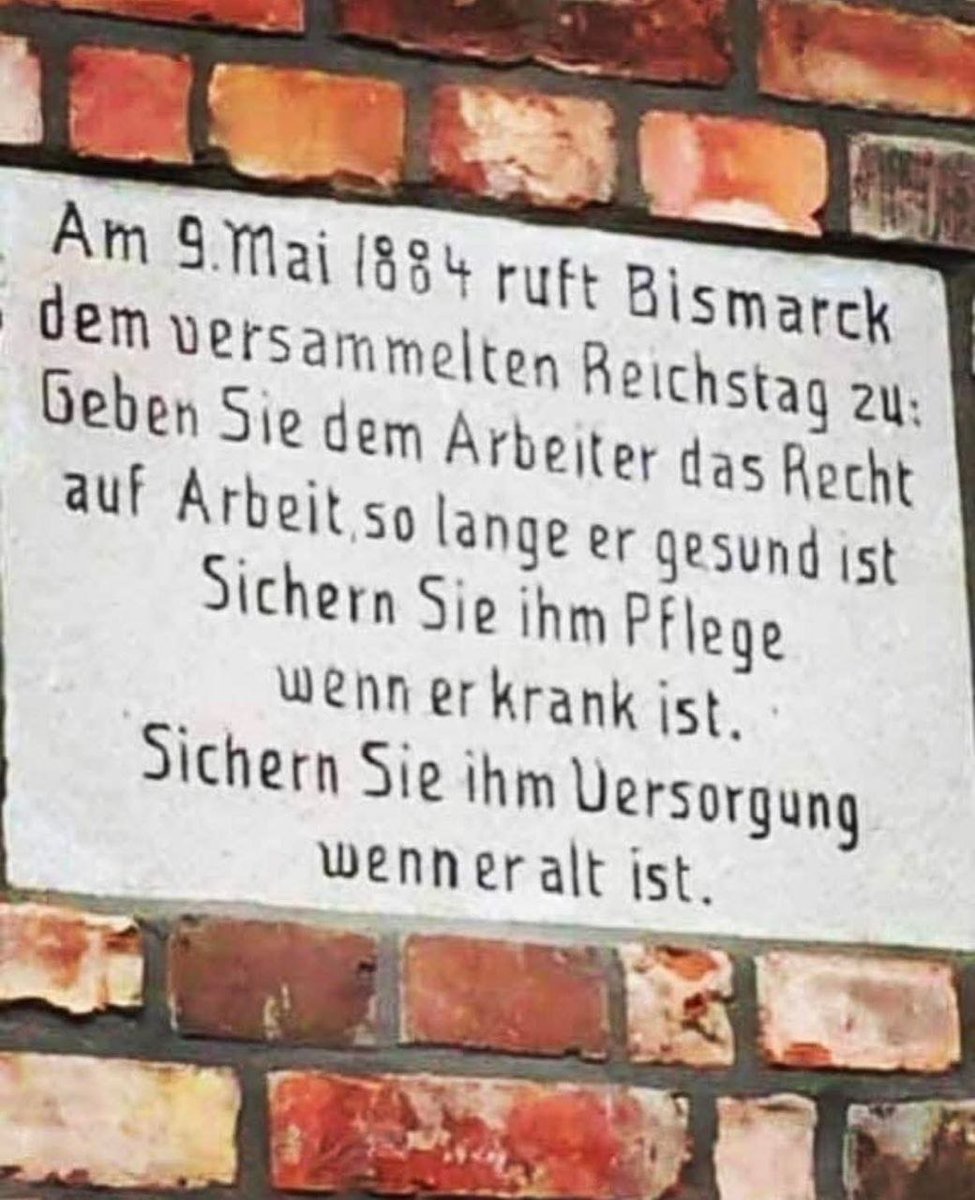 Am 9. Mai 1884 ruft Bismarck
dem versammelten Reichstag zu:
Geben Sie dem Arbeiter das Recht
auf Arbeit, so lange er gesund ist
Sichern Sie ihm Pflege
wenn er krank ist.
Sichern Sie ihm Versorgung
wenn er alt ist.